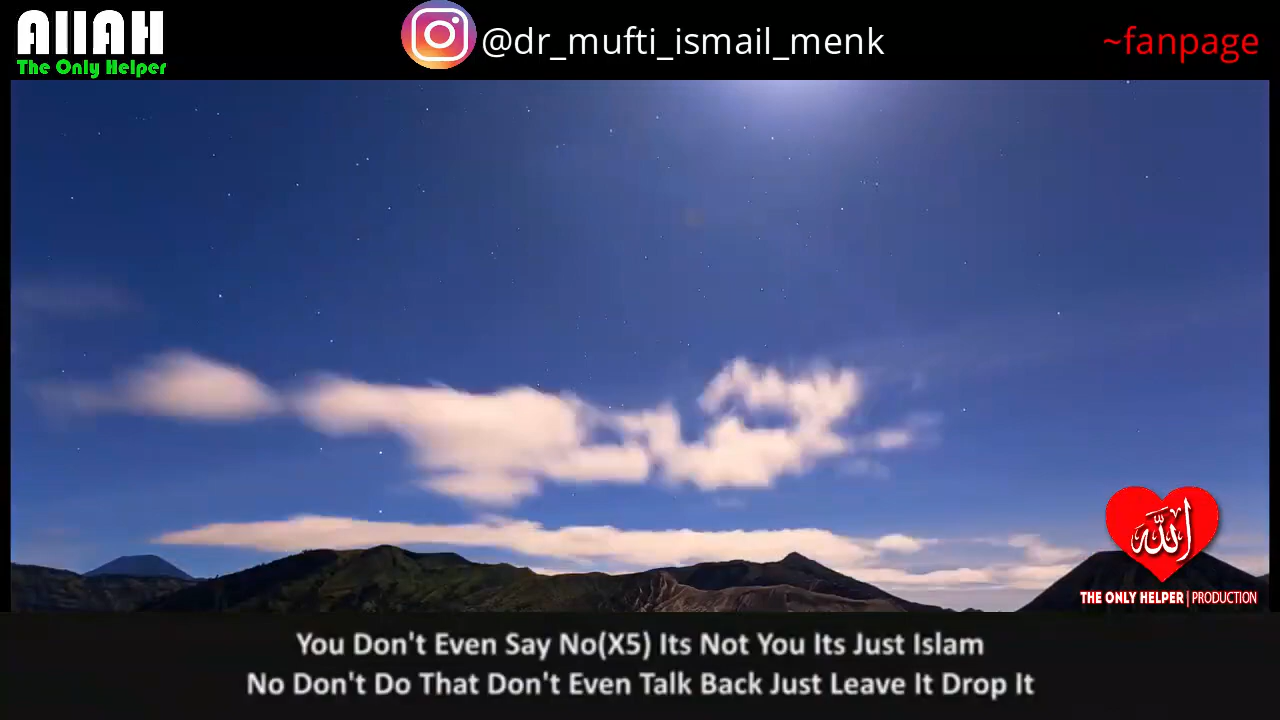 AllAH
The Only Helper
@dr_mufti_ismail_menk
~fanpage
الله
THE ONLY HELPER | PRODUCTION
You Don't Even Say No(X5) Its Not You Its Just Islam
No Don't Do That Don't Even Talk Back Just Leave It Drop It